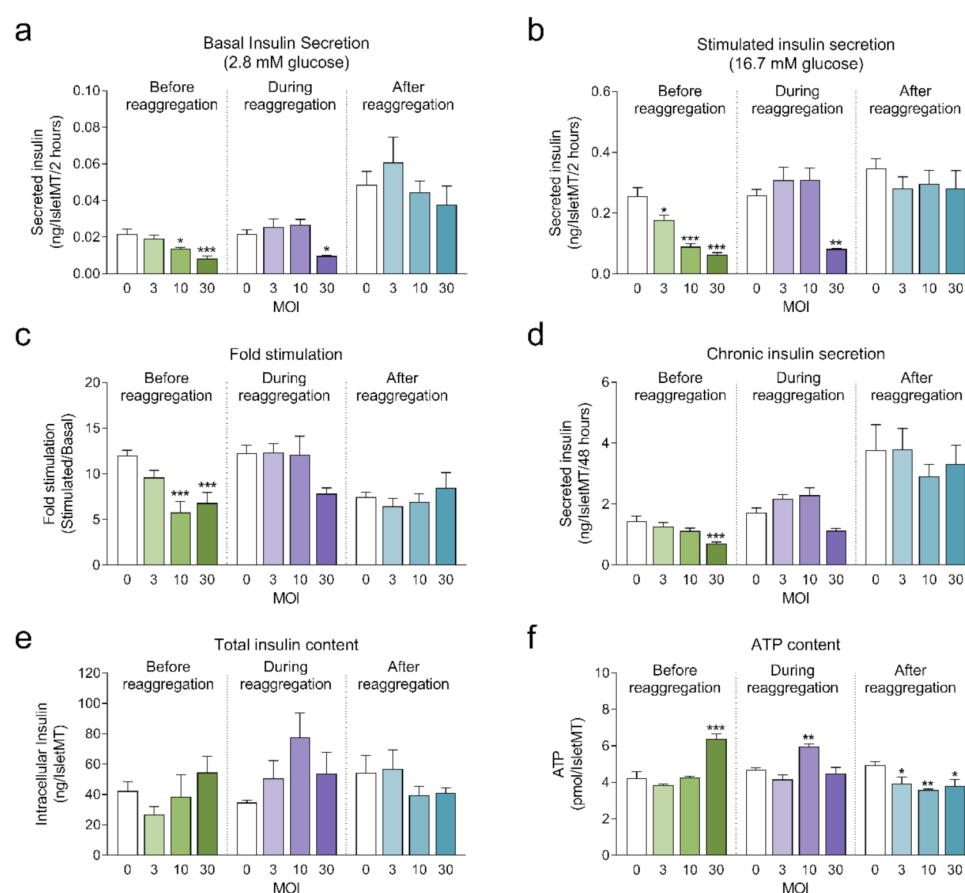 a
Basal Insulin Secretion
(2.8 mM glucose)
Before reaggregation
During reaggregation
After reaggregation
Secreted insulin
(ng/IsletMT/2 hours)
0.10
0.08
0.06
0.04
0.02
0.00
* *** *
0 3 10 30 0 3 10 30 0 3 10 30
MOI
b
Stimulated insulin secretion
(16.7 mM glucose)
Before reaggregation
During reaggregation
After reaggregation
Secreted insulin
(ng/IsletMT/2 hours)
0.6
0.4
0.2
0.0
* *** *** **
0 3 10 30 0 3 10 30 0 3 10 30
MOI
c
Fold stimulation
Before reaggregation
During reaggregation
After reaggregation
Fold stimulation
(Stimulated/Basal)
20
15
10
5
0
*** ***
0 3 10 30 0 3 10 30 0 3 10 30
MOI
d
Chronic insulin secretion
Before reaggregation
During reaggregation
After reaggregation
Secreted insulin
(ng/IsletMT/48 hours)
6
4
2
0
***
0 3 10 30 0 3 10 30 0 3 10 30
MOI
e
Total insulin content
Before reaggregation
During reaggregation
After reaggregation
Intracellular Insulin
(ng/IsletMT)
120
100
80
60
40
20
0
0 3 10 30 0 3 10 30 0 3 10 30
MOI
f
ATP content
Before reaggregation
During reaggregation
After reaggregation
ATP
(pmol/IsletMT)
10
8
6
4
2
0
*** ** * ** *
0 3 10 30 0 3 10 30 0 3 10 30
MOI